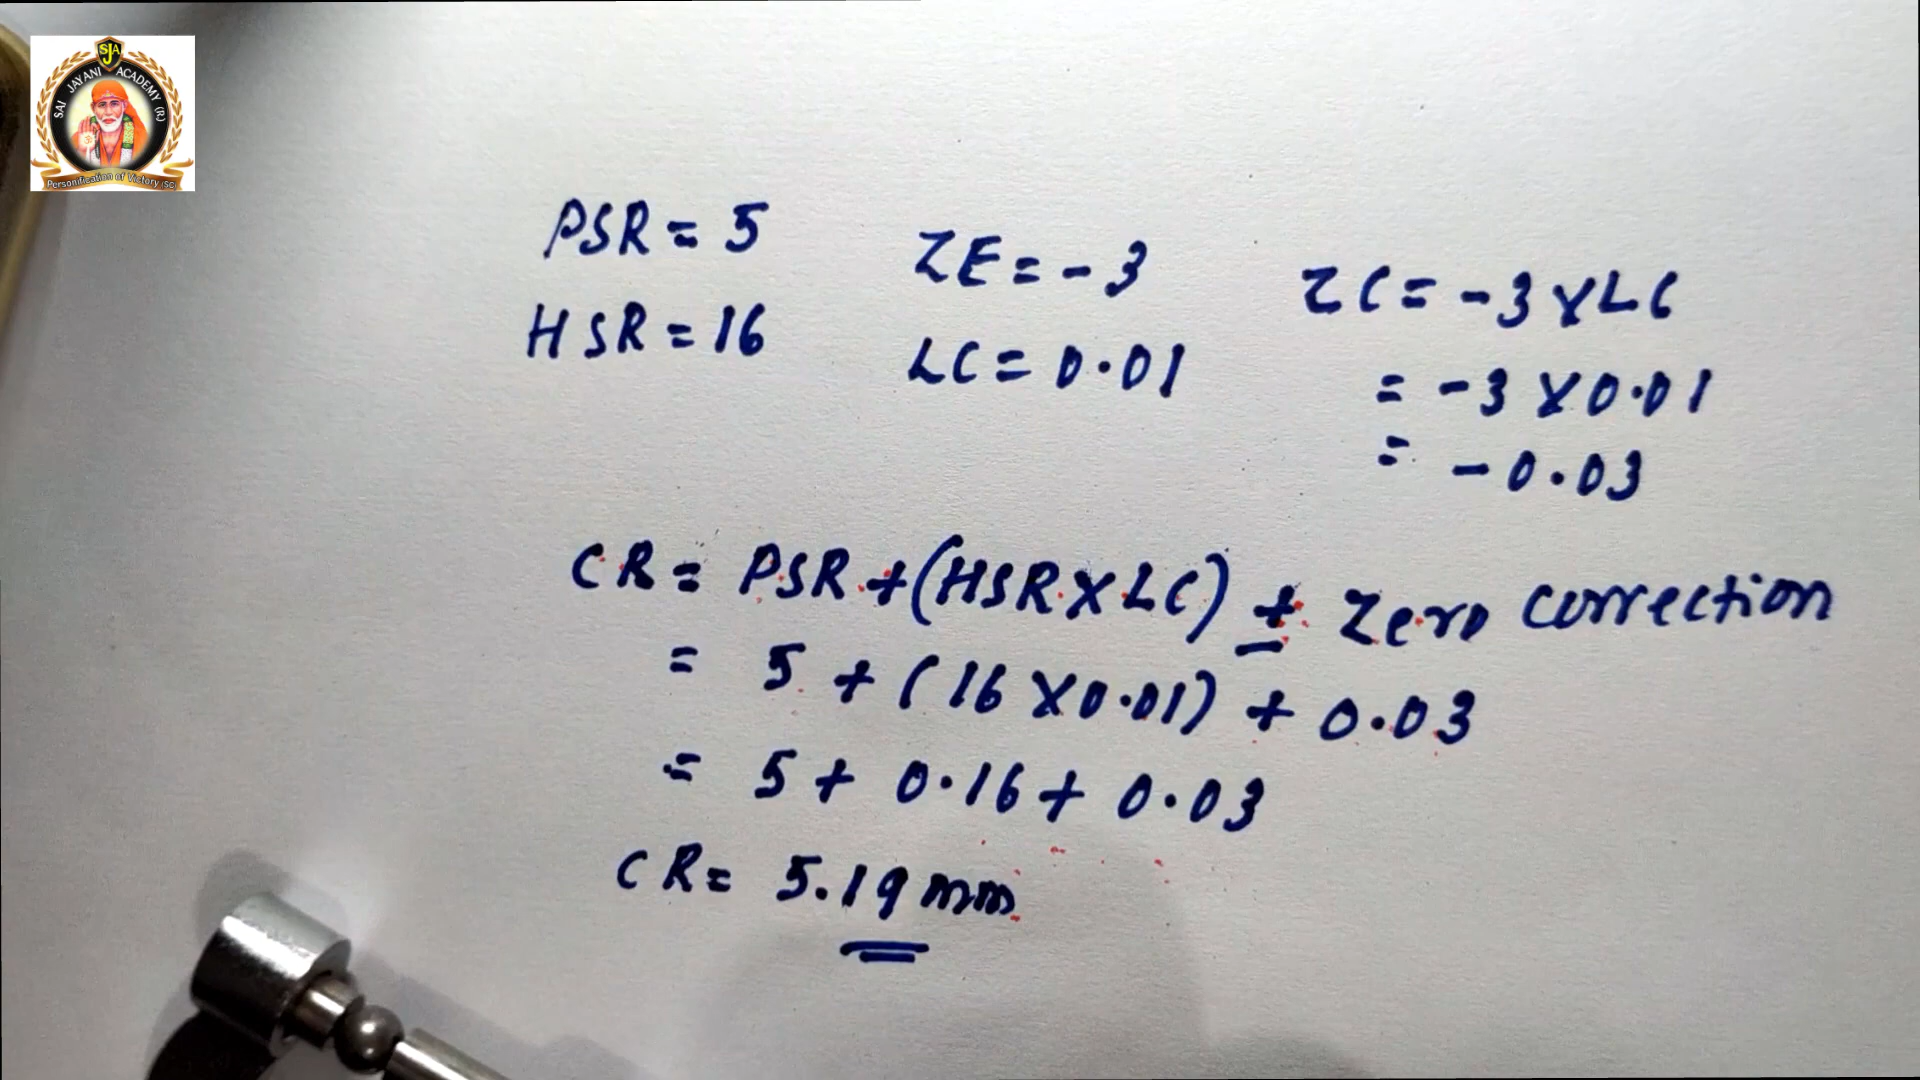 SJA
SAI JAYANI ACADEMY (R)
Personification of Victory (SC)
PSR = 5
HSR = 16
ZE = -3
LC = 0.01
ZC = -3 X LC
= -3 X 0.01
= -0.03
CR = PSR + (HSR X LC) ± Zero correction
= 5 + (16 X 0.01) + 0.03
= 5 + 0.16 + 0.03
CR = 5.19 mm